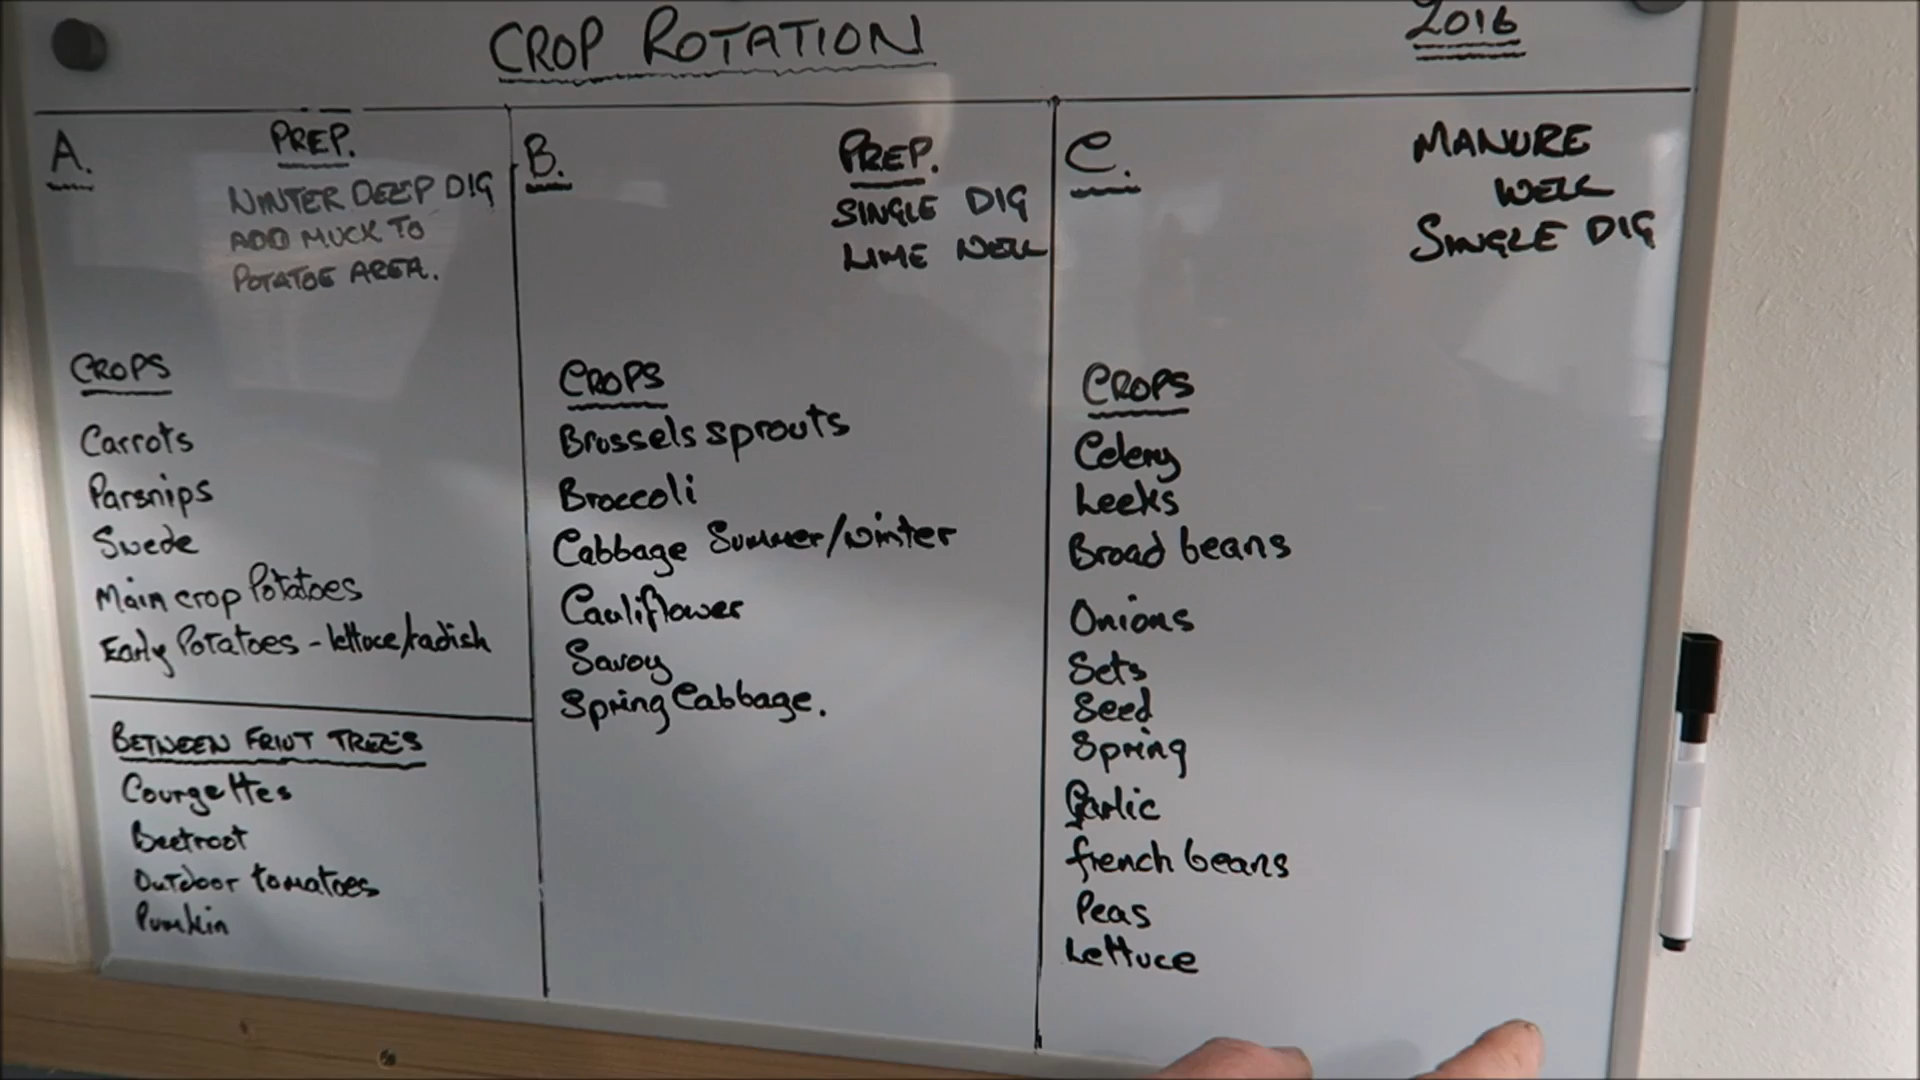 CROP ROTATION
2016
A.
PREP.
WINTER DEEP DIG
ADD MUCK TO
POTATOE AREA.
CROPS
Carrots
Parsnips
Swede
Main crop Potatoes
Early Potatoes - lettuce/radish
BETWEEN FRIUT TREES
Courgettes
Beetroot
Outdoor tomatoes
Pumkin
B.
PREP.
SINGLE DIG
LIME WELL
CROPS
Brussels sprouts
Broccoli
Cabbage Summer/winter
Cauliflower
Savoy
Spring Cabbage.
C.
MANURE
WELL
SINGLE DIG
CROPS
Celery
Leeks
Broad beans
Onions
Sets
Seed
Spring
Garlic
french beans
Peas
Lettuce